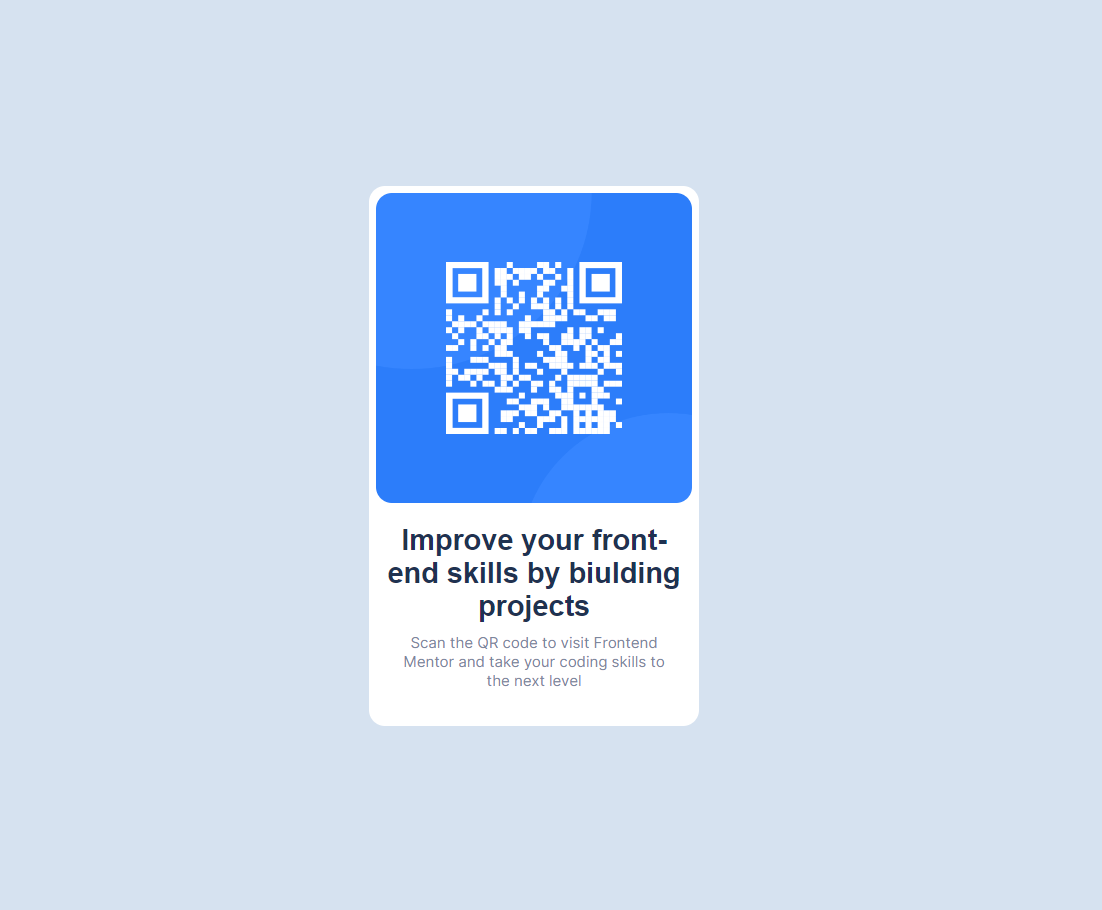 Improve your front-
end skills by biulding
projects
Scan the QR code to visit Frontend
Mentor and take your coding skills to
the next level